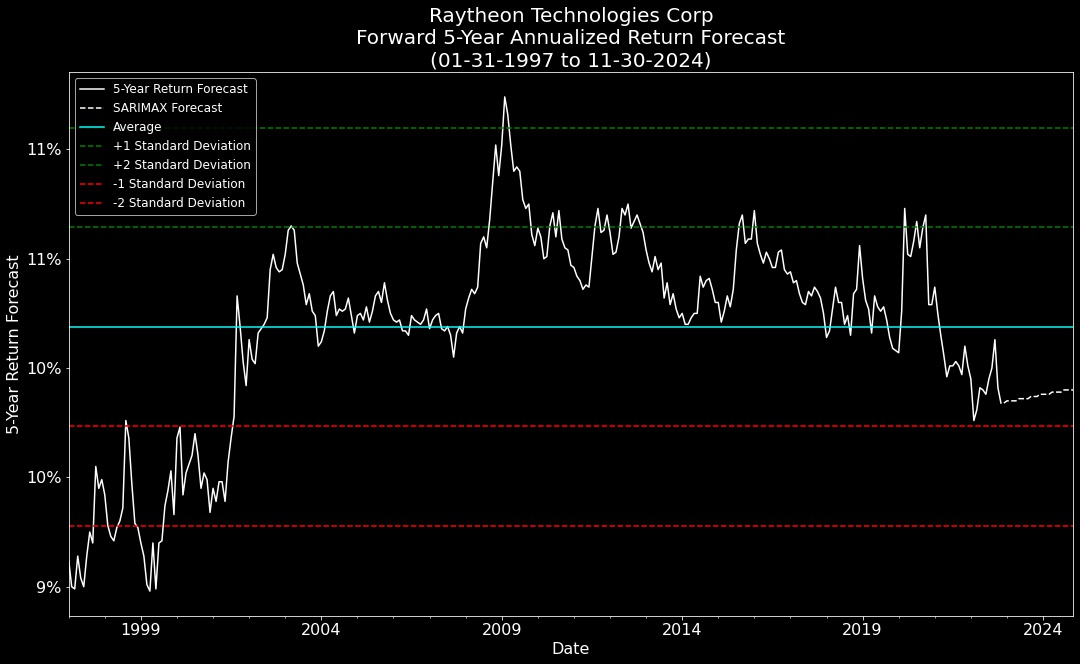 Raytheon Technologies Corp
Forward 5-Year Annualized Return Forecast
(01-31-1997 to 11-30-2024)
5-Year Return Forecast
SARIMAX Forecast
Average
+1 Standard Deviation
+2 Standard Deviation
-1 Standard Deviation
-2 Standard Deviation
11%
11%
10%
10%
9%
5-Year Return Forecast
1999 2004 2009 2014 2019 2024
Date